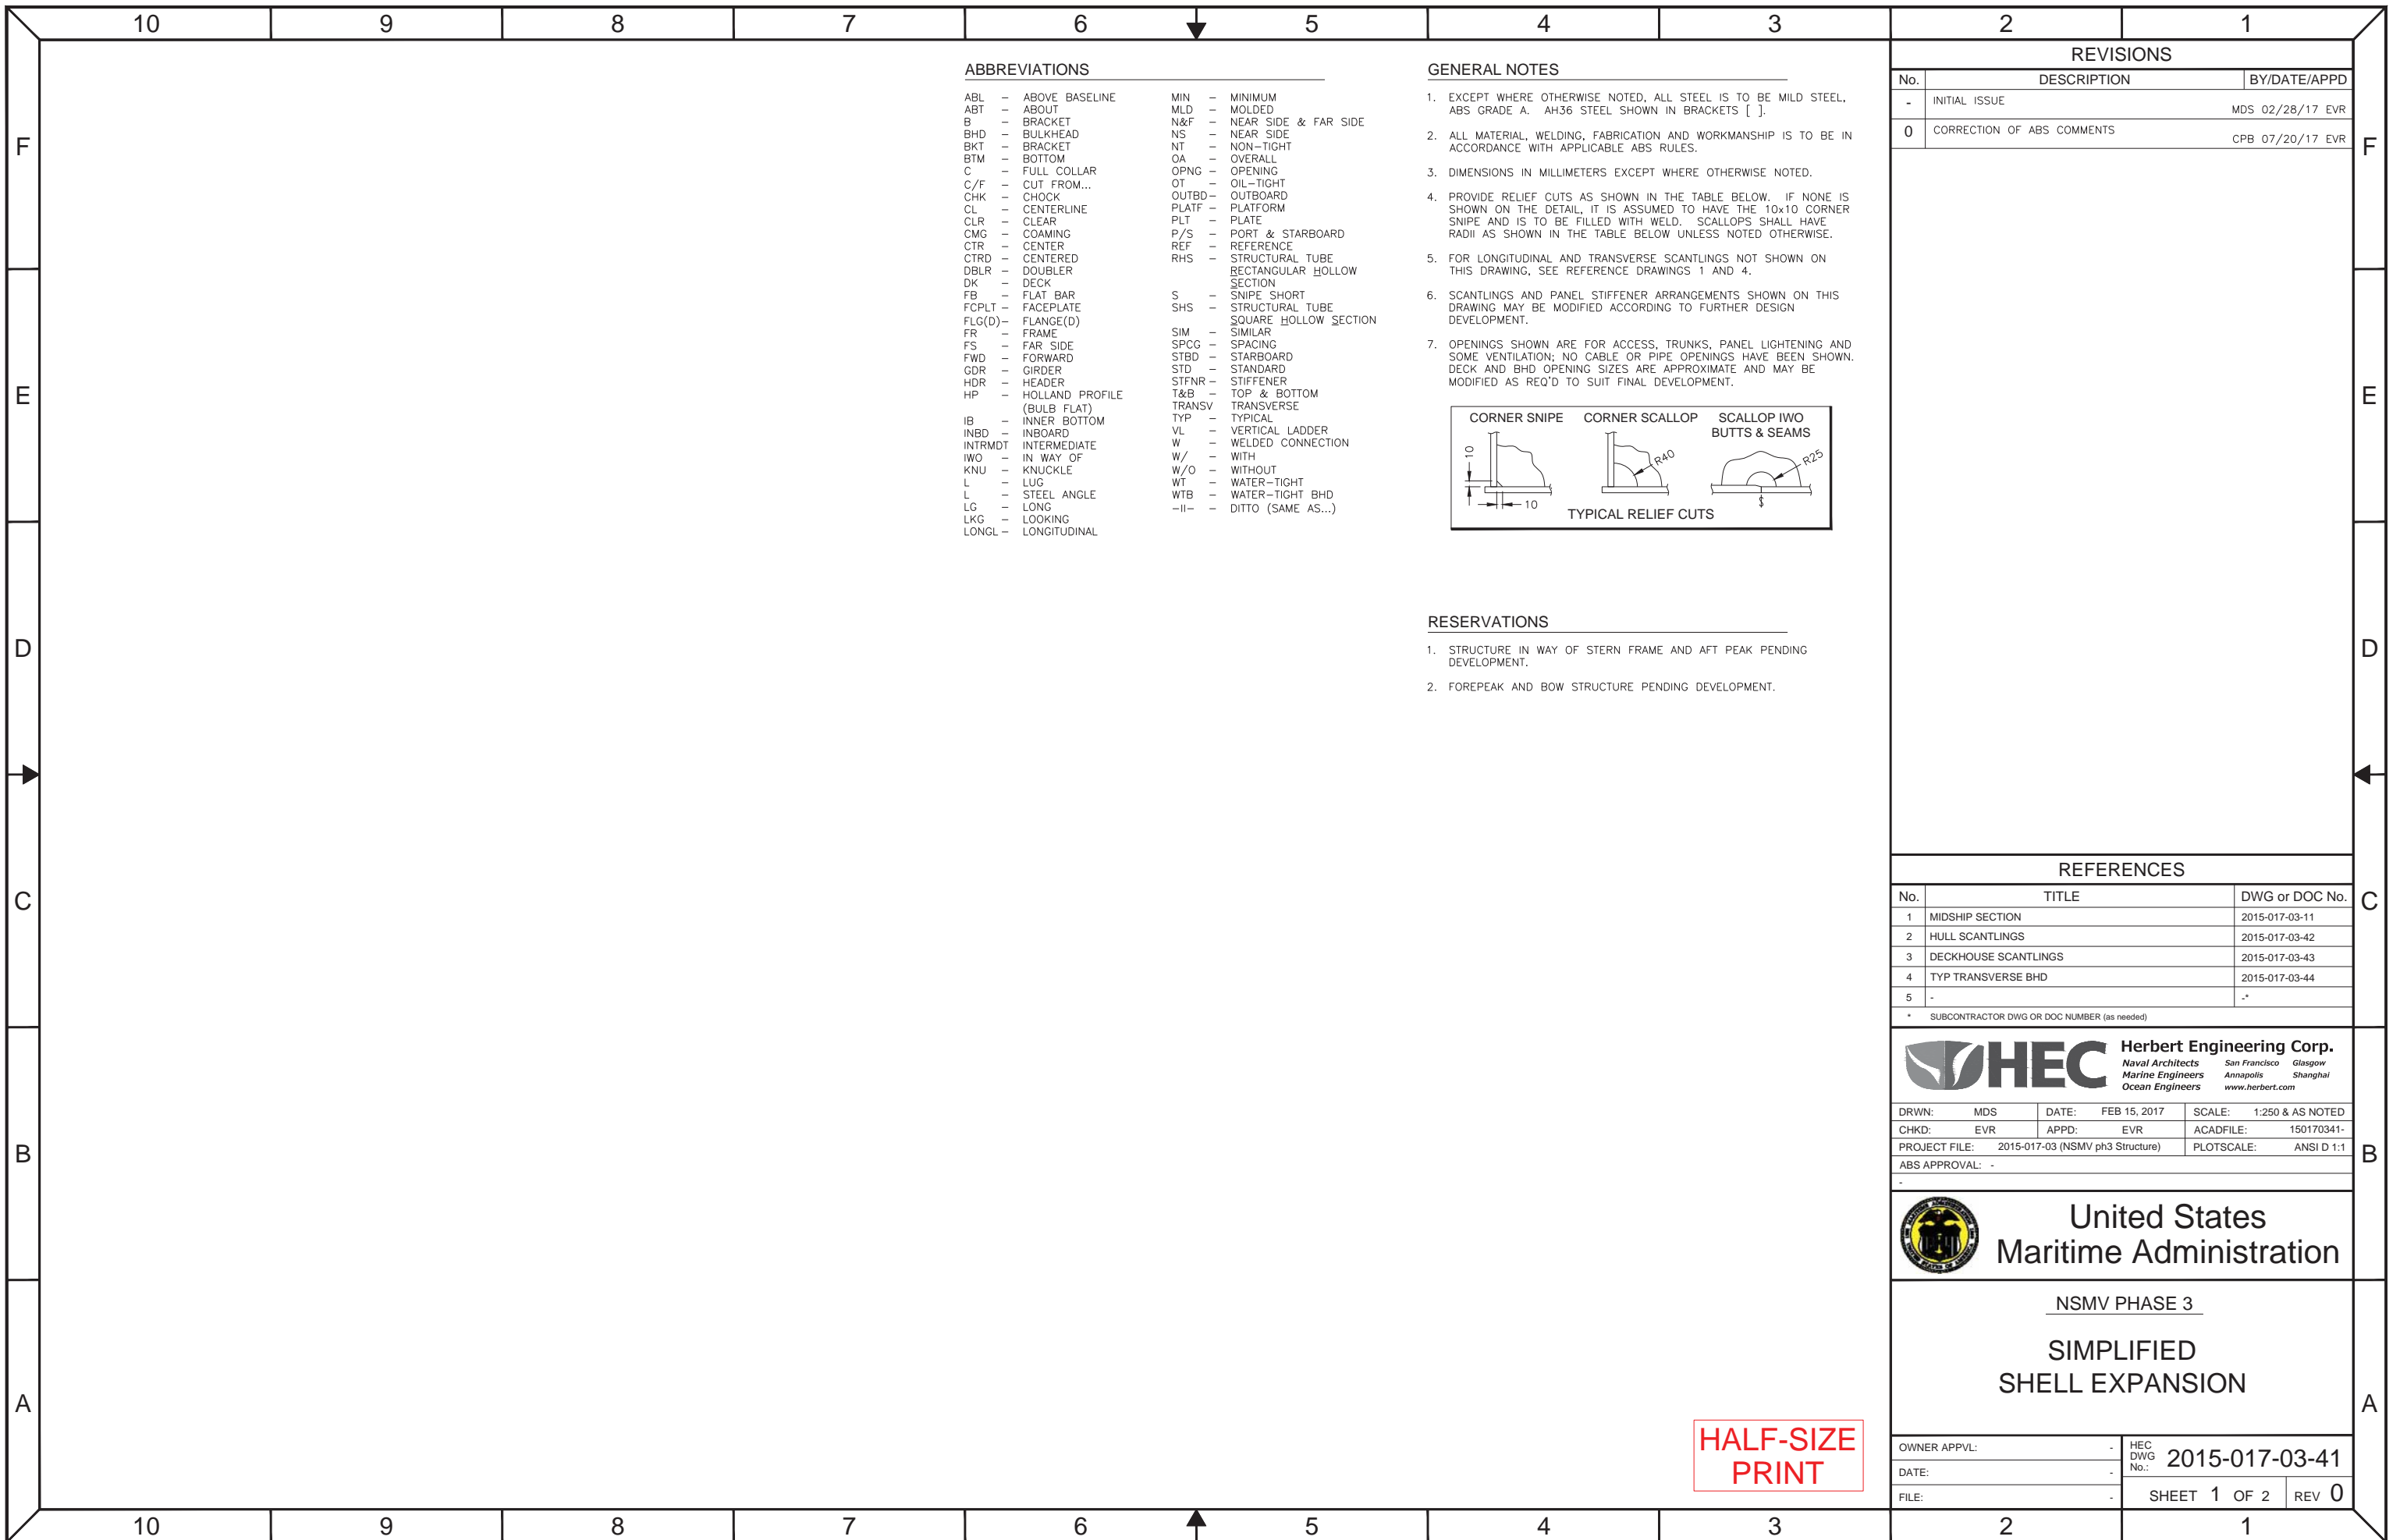 10 9 8 7 6 5 4 3 2 1
F
E
D
C
B
A
ABBREVIATIONS
ABL – ABOVE BASELINE
ABT – ABOUT
B – BRACKET
BHD – BULKHEAD
BKT – BRACKET
BTM – BOTTOM
C – FULL COLLAR
C/F – CUT FROM...
CHK – CHOCK
CL – CENTERLINE
CLR – CLEAR
CMG – COAMING
CTR – CENTER
CTRD – CENTERED
DBLR – DOUBLER
DK – DECK
FB – FLAT BAR
FCPLT – FACEPLATE
FLG(D)– FLANGE(D)
FR – FRAME
FS – FAR SIDE
FWD – FORWARD
GDR – GIRDER
HDR – HEADER
HP – HOLLAND PROFILE
(BULB FLAT)
IB – INNER BOTTOM
INBD – INBOARD
INTRMDT INTERMEDIATE
IWO – IN WAY OF
KNU – KNUCKLE
L – LUG
L – STEEL ANGLE
LG – LONG
LKG – LOOKING
LONGL – LONGITUDINAL
MIN – MINIMUM
MLD – MOLDED
N&F – NEAR SIDE & FAR SIDE
NS – NEAR SIDE
NT – NON–TIGHT
OA – OVERALL
OPNG – OPENING
OT – OIL–TIGHT
OUTBD– OUTBOARD
PLATF – PLATFORM
PLT – PLATE
P/S – PORT & STARBOARD
REF – REFERENCE
RHS – STRUCTURAL TUBE
RECTANGULAR HOLLOW
SECTION
S – SNIPE SHORT
SHS – STRUCTURAL TUBE
SQUARE HOLLOW SECTION
SIM – SIMILAR
SPCG – SPACING
STBD – STARBOARD
STD – STANDARD
STFNR – STIFFENER
T&B – TOP & BOTTOM
TRANSV TRANSVERSE
TYP – TYPICAL
VL – VERTICAL LADDER
W – WELDED CONNECTION
W/ – WITH
W/O – WITHOUT
WT – WATER–TIGHT
WTB – WATER–TIGHT BHD
–II– – DITTO (SAME AS...)
GENERAL NOTES
1. EXCEPT WHERE OTHERWISE NOTED, ALL STEEL IS TO BE MILD STEEL,
ABS GRADE A. AH36 STEEL SHOWN IN BRACKETS [ ].
2. ALL MATERIAL, WELDING, FABRICATION AND WORKMANSHIP IS TO BE IN
ACCORDANCE WITH APPLICABLE ABS RULES.
3. DIMENSIONS IN MILLIMETERS EXCEPT WHERE OTHERWISE NOTED.
4. PROVIDE RELIEF CUTS AS SHOWN IN THE TABLE BELOW. IF NONE IS
SHOWN ON THE DETAIL, IT IS ASSUMED TO HAVE THE 10x10 CORNER
SNIPE AND IS TO BE FILLED WITH WELD. SCALLOPS SHALL HAVE
RADII AS SHOWN IN THE TABLE BELOW UNLESS NOTED OTHERWISE.
5. FOR LONGITUDINAL AND TRANSVERSE SCANTLINGS NOT SHOWN ON
THIS DRAWING, SEE REFERENCE DRAWINGS 1 AND 4.
6. SCANTLINGS AND PANEL STIFFENER ARRANGEMENTS SHOWN ON THIS
DRAWING MAY BE MODIFIED ACCORDING TO FURTHER DESIGN
DEVELOPMENT.
7. OPENINGS SHOWN ARE FOR ACCESS, TRUNKS, PANEL LIGHTENING AND
SOME VENTILATION; NO CABLE OR PIPE OPENINGS HAVE BEEN SHOWN.
DECK AND BHD OPENING SIZES ARE APPROXIMATE AND MAY BE
MODIFIED AS REQ'D TO SUIT FINAL DEVELOPMENT.
CORNER SNIPE CORNER SCALLOP SCALLOP IWO
BUTTS & SEAMS
10
R40
R25
10
TYPICAL RELIEF CUTS
RESERVATIONS
1. STRUCTURE IN WAY OF STERN FRAME AND AFT PEAK PENDING
DEVELOPMENT.
2. FOREPEAK AND BOW STRUCTURE PENDING DEVELOPMENT.
HALF-SIZE
PRINT
REVISIONS
No. DESCRIPTION BY/DATE/APPD
- INITIAL ISSUE
MDS 02/28/17 EVR
0 CORRECTION OF ABS COMMENTS
CPB 07/20/17 EVR
REFERENCES
No. TITLE DWG or DOC No.
1 MIDSHIP SECTION 2015-017-03-11
2 HULL SCANTLINGS 2015-017-03-42
3 DECKHOUSE SCANTLINGS 2015-017-03-43
4 TYP TRANSVERSE BHD 2015-017-03-44
5 - -*
* SUBCONTRACTOR DWG OR DOC NUMBER (as needed)
HEC
Herbert Engineering Corp.
Naval Architects San Francisco Glasgow
Marine Engineers Annapolis Shanghai
Ocean Engineers www.herbert.com
DRWN: MDS DATE: FEB 15, 2017 SCALE: 1:250 & AS NOTED
CHKD: EVR APPD: EVR ACADFILE: 150170341-
PROJECT FILE: 2015-017-03 (NSMV ph3 Structure) PLOTSCALE: ANSI D 1:1
ABS APPROVAL: -
-
United States
Maritime Administration
NSMV PHASE 3
SIMPLIFIED
SHELL EXPANSION
OWNER APPVL: -
DATE: -
FILE: -
HEC
DWG
No.: 2015-017-03-41
SHEET 1 OF 2 REV 0
F
E
D
C
B
A
10 9 8 7 6 5 4 3 2 1